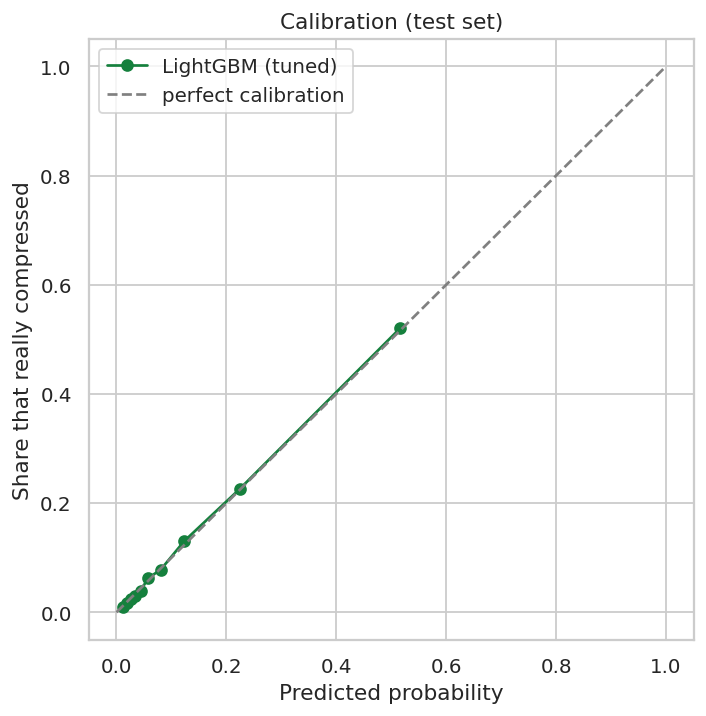 Calibration (test set)
LightGBM (tuned)
perfect calibration
Share that really compressed
1.0
0.8
0.6
0.4
0.2
0.0
0.0 0.2 0.4 0.6 0.8 1.0
Predicted probability